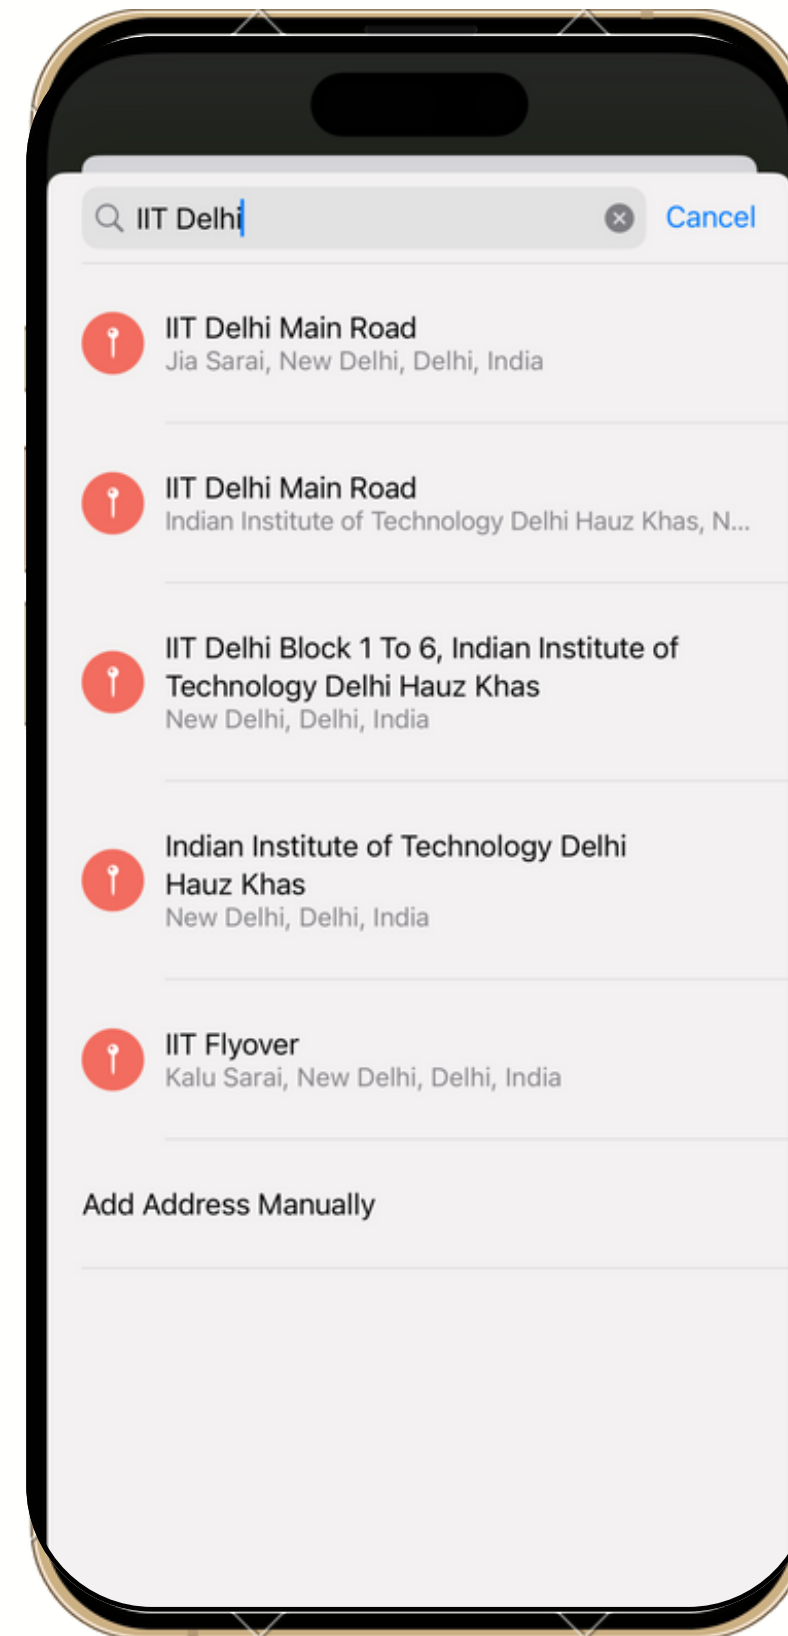 IIT Delhi
Cancel
IIT Delhi Main Road
Jia Sarai, New Delhi, Delhi, India
IIT Delhi Main Road
Indian Institute of Technology Delhi Hauz Khas, N...
IIT Delhi Block 1 To 6, Indian Institute of
Technology Delhi Hauz Khas
New Delhi, Delhi, India
Indian Institute of Technology Delhi
Hauz Khas
New Delhi, Delhi, India
IIT Flyover
Kalu Sarai, New Delhi, Delhi, India
Add Address Manually